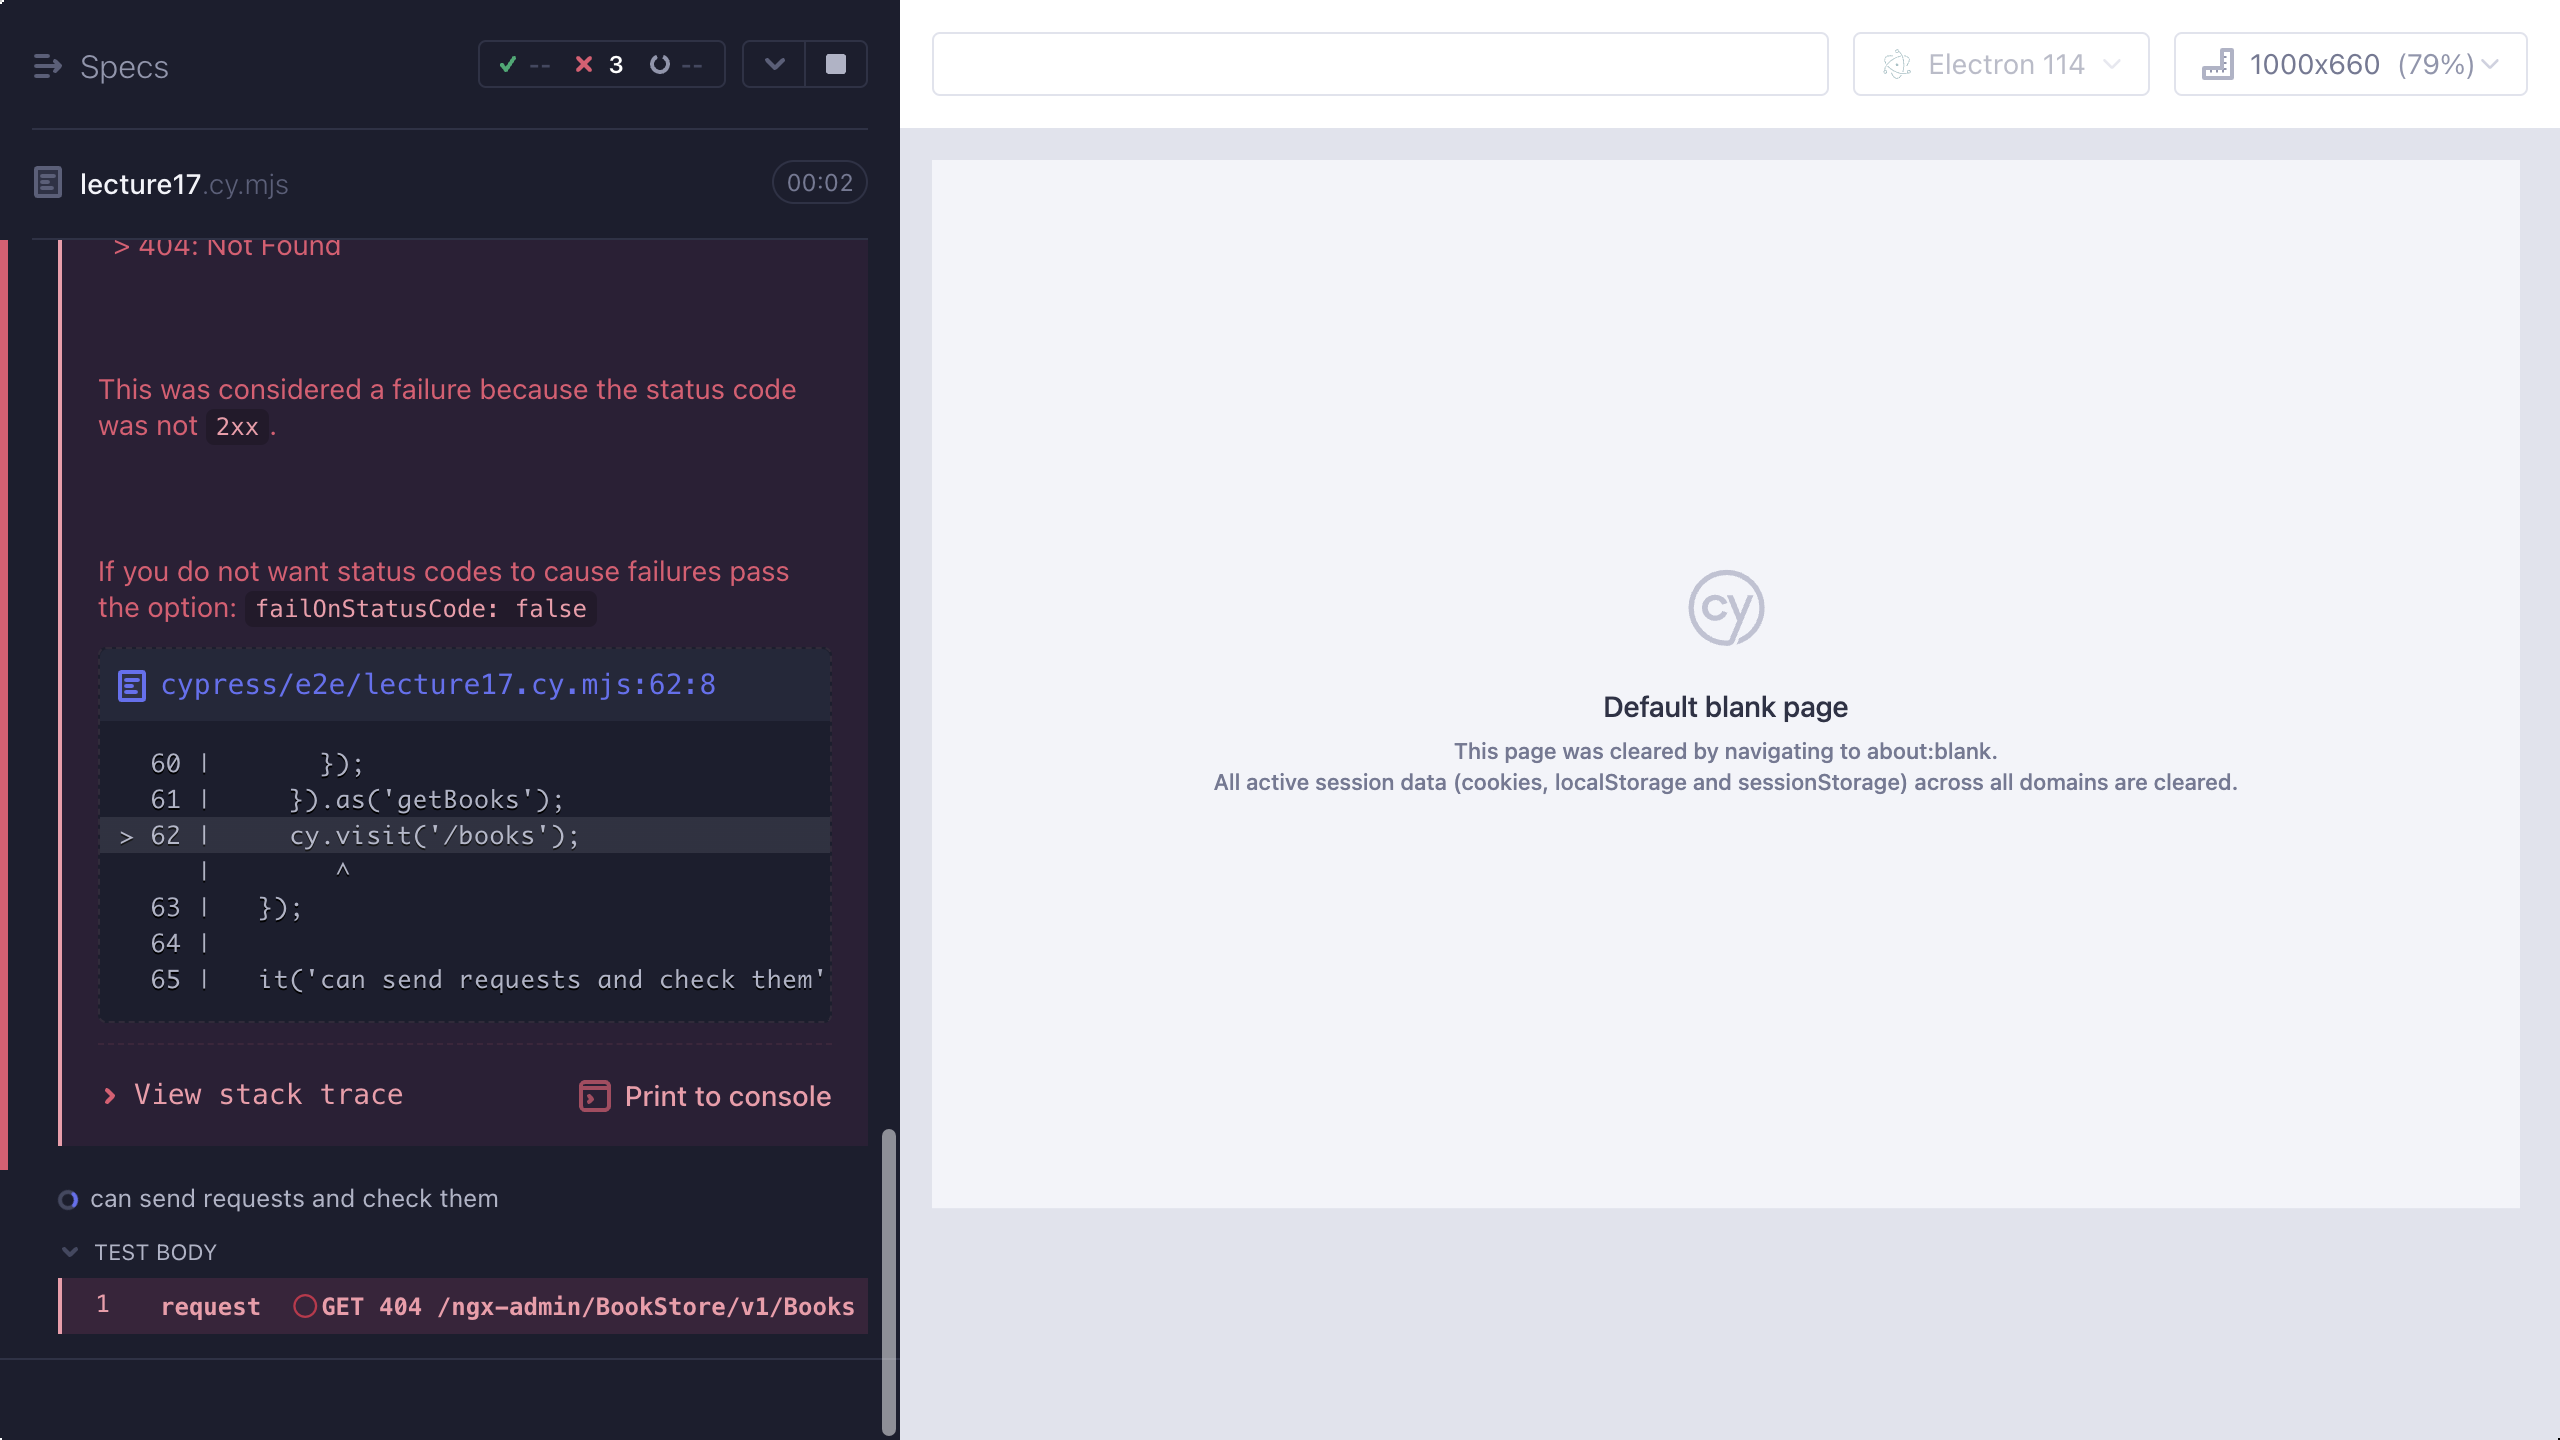 Specs
-- 3 --
lecture17.cy.mjs
00:02
> 404: Not Found
This was considered a failure because the status code
was not 2xx.
If you do not want status codes to cause failures pass
the option: failOnStatusCode: false
cypress/e2e/lecture17.cy.mjs:62:8
60 | });
61 | }).as('getBooks');
> 62 | cy.visit('/books');
| ^
63 | });
64 |
65 | it('can send requests and check them'
View stack trace
Print to console
can send requests and check them
TEST BODY
1 request GET 404 /ngx-admin/BookStore/v1/Books
Electron 114
1000x660 (79%)
cy
Default blank page
This page was cleared by navigating to about:blank.
All active session data (cookies, localStorage and sessionStorage) across all domains are cleared.